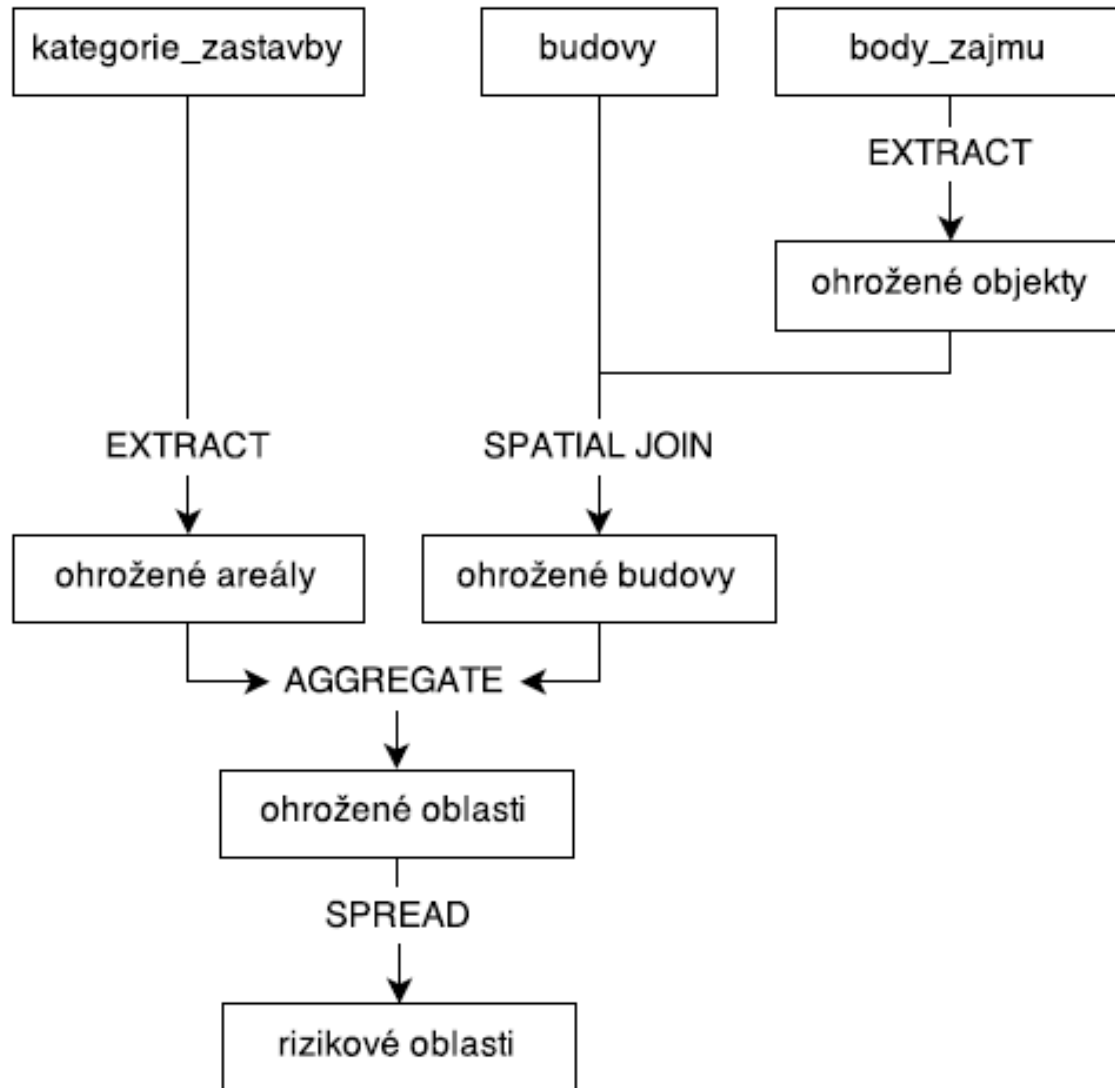 kategorie_zastavby
budovy
body_zajmu
EXTRACT
ohrožené objekty
EXTRACT
SPATIAL JOIN
ohrožené areály
ohrožené budovy
AGGREGATE
ohrožené oblasti
SPREAD
rizikové oblasti